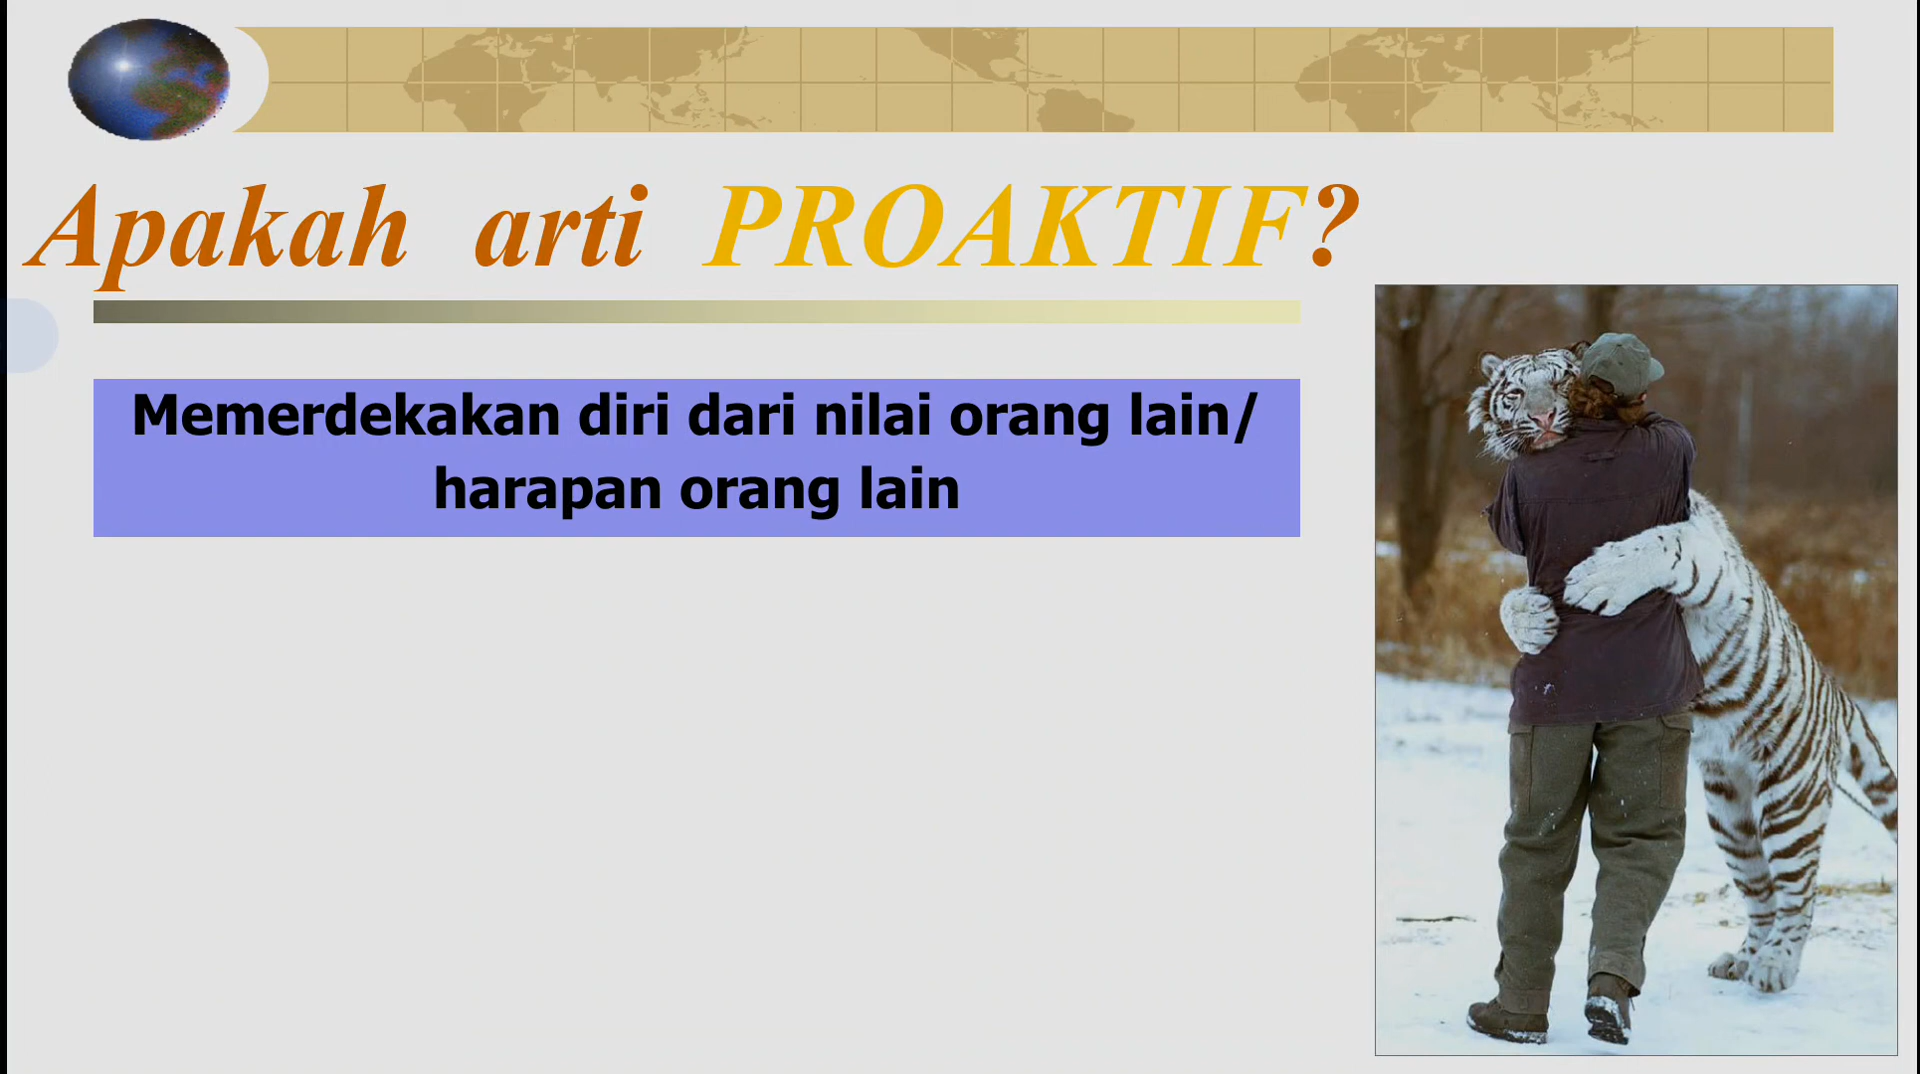 Apakah arti PROAKTIF?
Memerdekakan diri dari nilai orang lain/
harapan orang lain